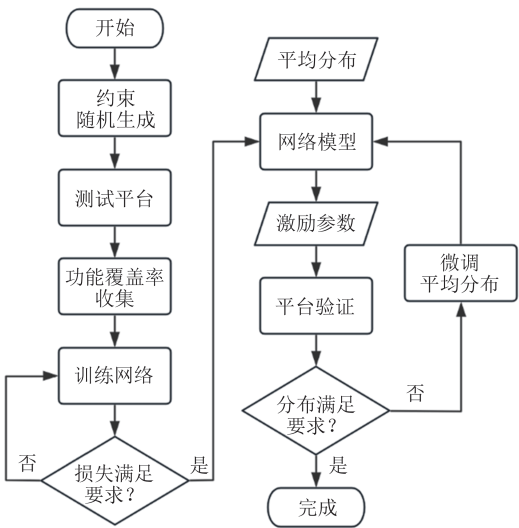 开始
约束
随机生成
测试平台
功能覆盖率
收集
训练网络
损失满足
要求?
否
是
平均分布
网络模型
激励参数
平台验证
分布满足
要求?
否
微调
平均分布
是
完成